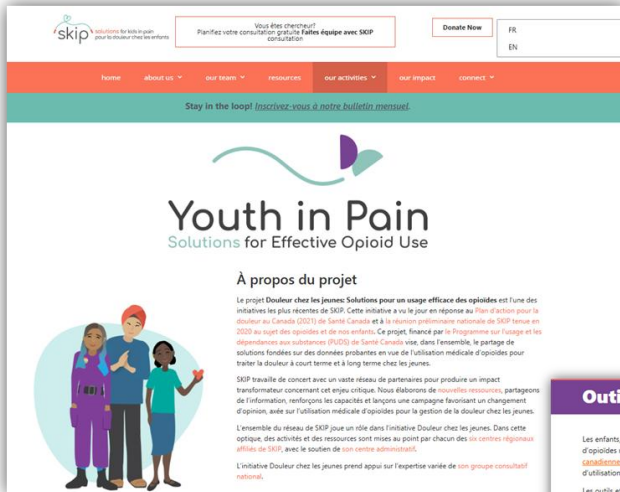 skip solutions for kids in pain
pour la douleur chez les enfants
Vous êtes chercheur?
Planifiez votre consultation gratuite Faites équipe avec SKIP
consultation
Donate Now
FR
EN
home about us our team resources our activities our impact connect
Stay in the loop! Inscrivez-vous à notre bulletin mensuel.
Youth in Pain
Solutions for Effective Opioid Use
À propos du projet
Le projet Douleur chez les jeunes: Solutions pour un usage efficace des opioïdes est l'une des
initiatives les plus récentes de SKIP. Cette initiative a vu le jour en réponse au Plan d'action pour la
douleur au Canada (2021) de Santé Canada et à la réunion préliminaire nationale de SKIP tenue en
2020 au sujet des opioïdes et de nos enfants. Ce projet, financé par le Programme sur l'usage et les
dépendances aux substances (PUDS) de Santé Canada vise, dans l'ensemble, le partage de
solutions fondées sur des données probantes en vue de l'utilisation médicale d'opioïdes pour
traiter la douleur à court terme et à long terme chez les jeunes.
SKIP travaille de concert avec un vaste réseau de partenaires pour produire un impact
transformateur concernant cet enjeu critique. Nous élaborons de nouvelles ressources, partageons
de l'information, renforçons les capacités et lançons une campagne favorisant un changement
d'opinion, axée sur l'utilisation médicale d'opioïdes pour la gestion de la douleur chez les jeunes.
L'ensemble du réseau de SKIP joue un rôle dans l'initiative Douleur chez les jeunes. Dans cette
optique, des activités et des ressources sont mises au point par chacun des six centres régionaux
affiliés de SKIP, avec le soutien de son centre administratif.
L'initiative Douleur chez les jeunes prend appui sur l'expertise variée de son groupe consultatif
national.
Outi
Les enfants,
d'opioïdes
canadienne
d'utilisation